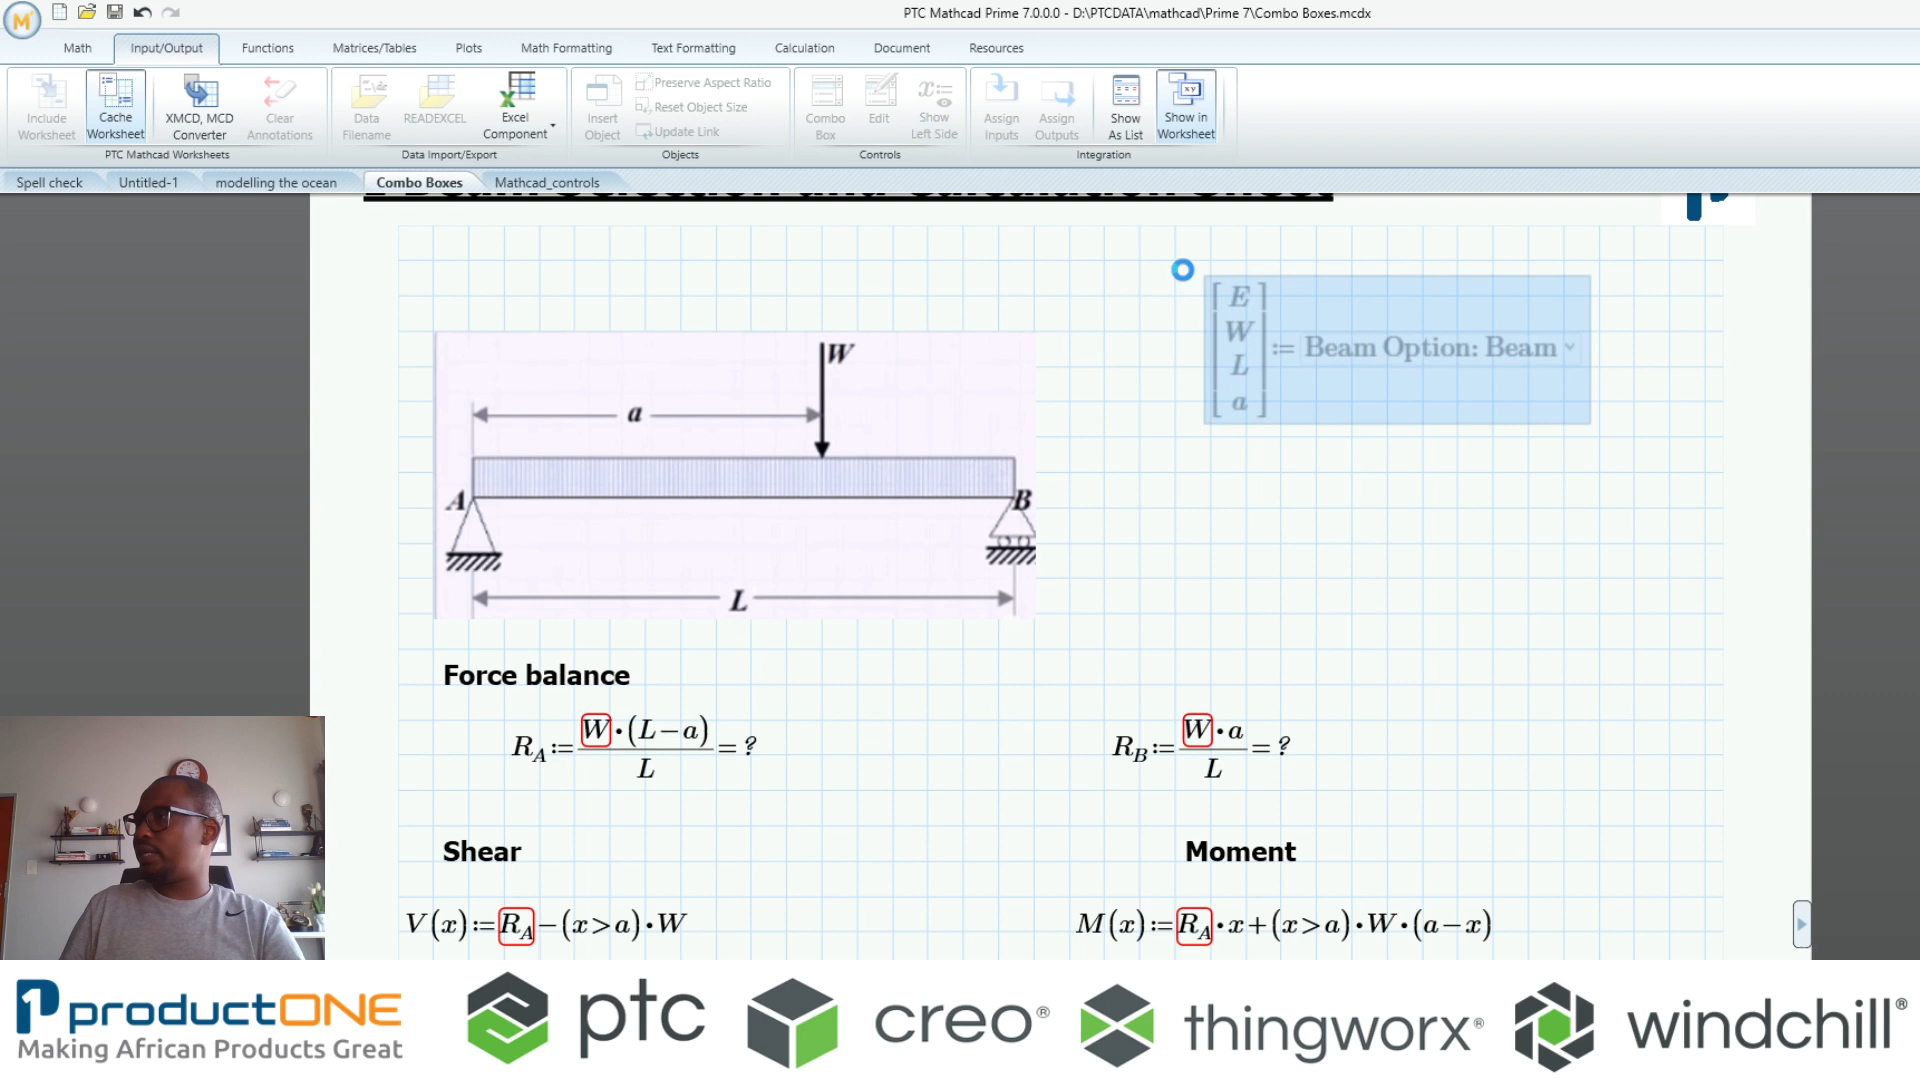 PTC Mathcad Prime 7.0.0.0 - D:\PTCDATA\mathcad\Prime 7\Combo Boxes.mcdx
M
Math Input/Output Functions Matrices/Tables Plots Math Formatting Text Formatting Calculation Document Resources
Include Worksheet
Cache Worksheet
XMCD, MCD Converter
Clear Annotations
PTC Mathcad Worksheets
Data Filename
READEXCEL
Excel Component
Data Import/Export
Insert Object
Preserve Aspect Ratio
Reset Object Size
Update Link
Objects
Combo Box
Edit
Show Left Side
Controls
Assign Inputs
Assign Outputs
Show As List
Show in Worksheet
Integration
Spell check Untitled-1 modelling the ocean Combo Boxes Mathcad_controls
E
W
L
a
:= Beam Option: Beam
W
a
A
B
L
Force balance
R_A := W·(L−a)/L = ?
R_B := W·a/L = ?
Shear
Moment
V(x) := R_A − (x>a)·W
M(x) := R_A·x+(x>a)·W·(a−x)
productONE
Making African Products Great
ptc
creo®
thingworx®
windchill®